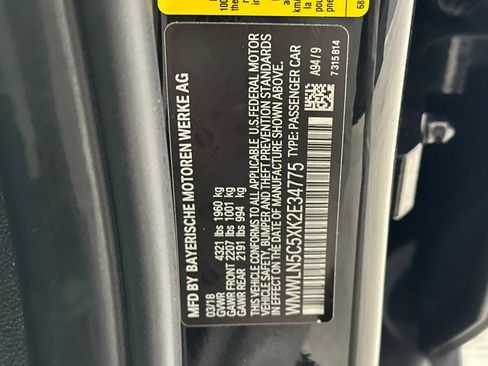 MFD BY BAYERISCHE MOTOREN WERKE AG
03/18
GVWR 4321 lbs 1960 kg
GAWR FRONT 2207 lbs 1001 kg
GAWR REAR 2191 lbs 994 kg
THIS VEHICLE CONFORMS TO ALL APPLICABLE U.S.FEDERAL MOTOR
VEHICLE SAFETY, BUMPER AND THEFT PREVENTION STANDARDS
IN EFFECT ON THE DATE OF MANUFACTURE SHOWN ABOVE.
WMWLN5C5XK2E34775 TYPE: PASSENGER CAR
A94/9
7 315 814